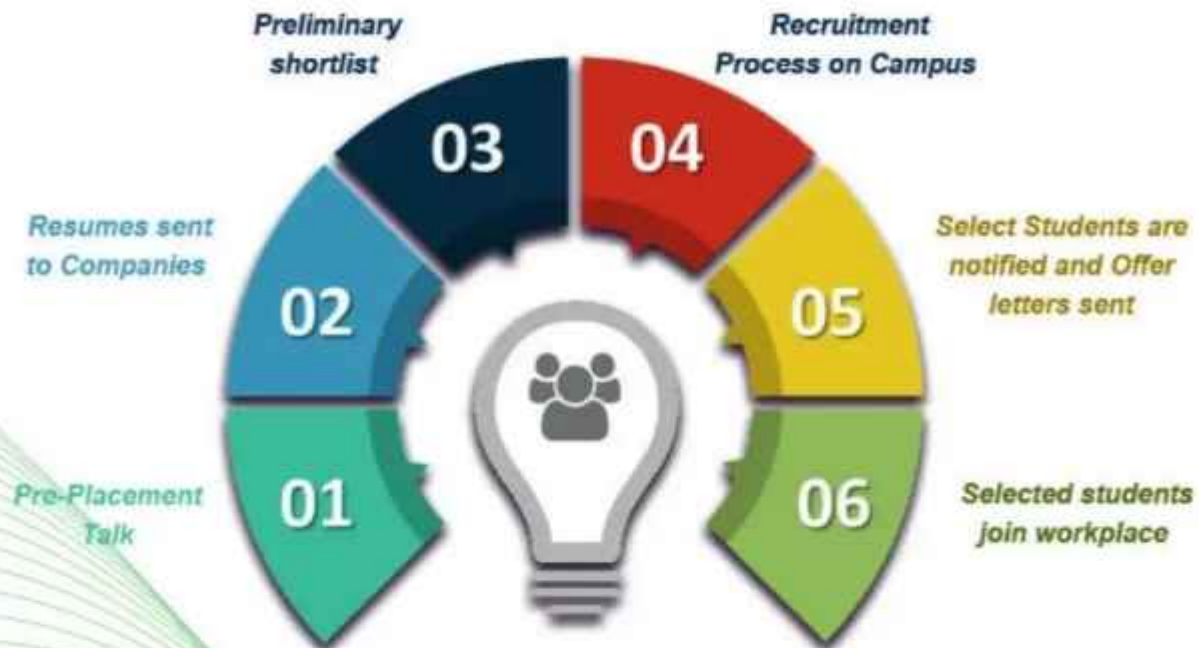 Preliminary
shortlist
Recruitment
Process on Campus
03
04
Resumes sent
to Companies
Select Students are
notified and Offer
letters sent
02
05
Pre-Placement
Talk
01
06
Selected students
join workplace